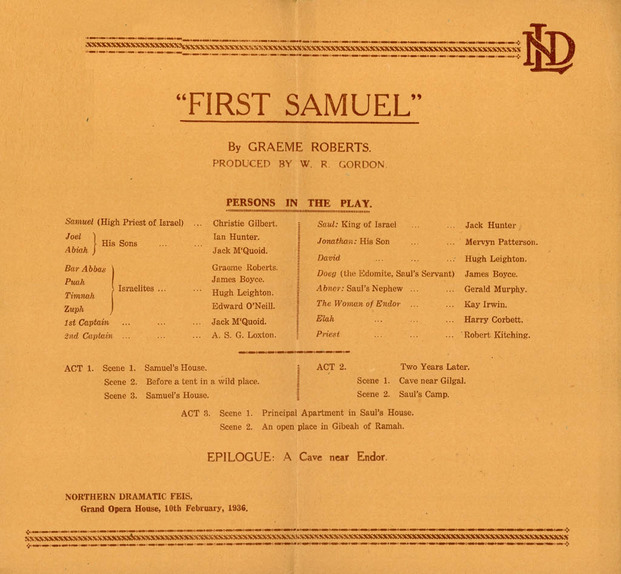 NLD
"FIRST SAMUEL"
By GRAEME ROBERTS.
PRODUCED BY W. R. GORDON.
PERSONS IN THE PLAY.
Samuel (High Priest of Israel) ... Christie Gilbert.
Joel
Abiah
} His Sons ... ...
Ian Hunter.
Jack M'Quoid.
Bar Abbas
Puah
Timnah
Zuph
} Israelites ... ...
Graeme Roberts.
James Boyce.
Hugh Leighton.
Edward O'Neill.
1st Captain ... ... ... Jack M'Quoid.
2nd Captain ... ... ... A. S. G. Loxton.
Saul: King of Israel ... Jack Hunter
Jonathan: His Son ... Mervyn Patterson.
David ... ... ... Hugh Leighton.
Doeg (the Edomite, Saul's Servant) James Boyce.
Abner: Saul's Nephew ... ... Gerald Murphy.
The Woman of Endor ... ... Kay Irwin.
Elah ... ... ... Harry Corbett.
Priest ... ... ... Robert Kitching.
ACT 1. Scene 1. Samuel's House.
Scene 2. Before a tent in a wild place.
Scene 3. Samuel's House.
ACT 2. Two Years Later.
Scene 1. Cave near Gilgal.
Scene 2. Saul's Camp.
ACT 3. Scene 1. Principal Apartment in Saul's House.
Scene 2. An open place in Gibeah of Ramah.
EPILOGUE: A Cave near Endor.
NORTHERN DRAMATIC FEIS,
Grand Opera House, 10th February, 1936.